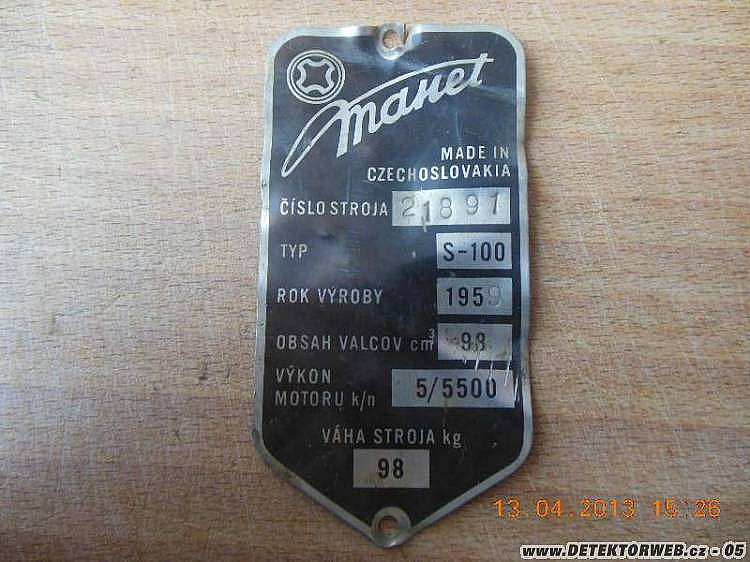 Manet
MADE IN
CZECHOSLOVAKIA
ČÍSLO STROJA 21891
TYP S-100
ROK VÝROBY 1959
OBSAH VALCOV cm³ 98
VÝKON
MOTORU k/n 5/5500
VÁHA STROJA kg
98
13 04 2013 15:26
www.DETEKTORWEB.cz - 05